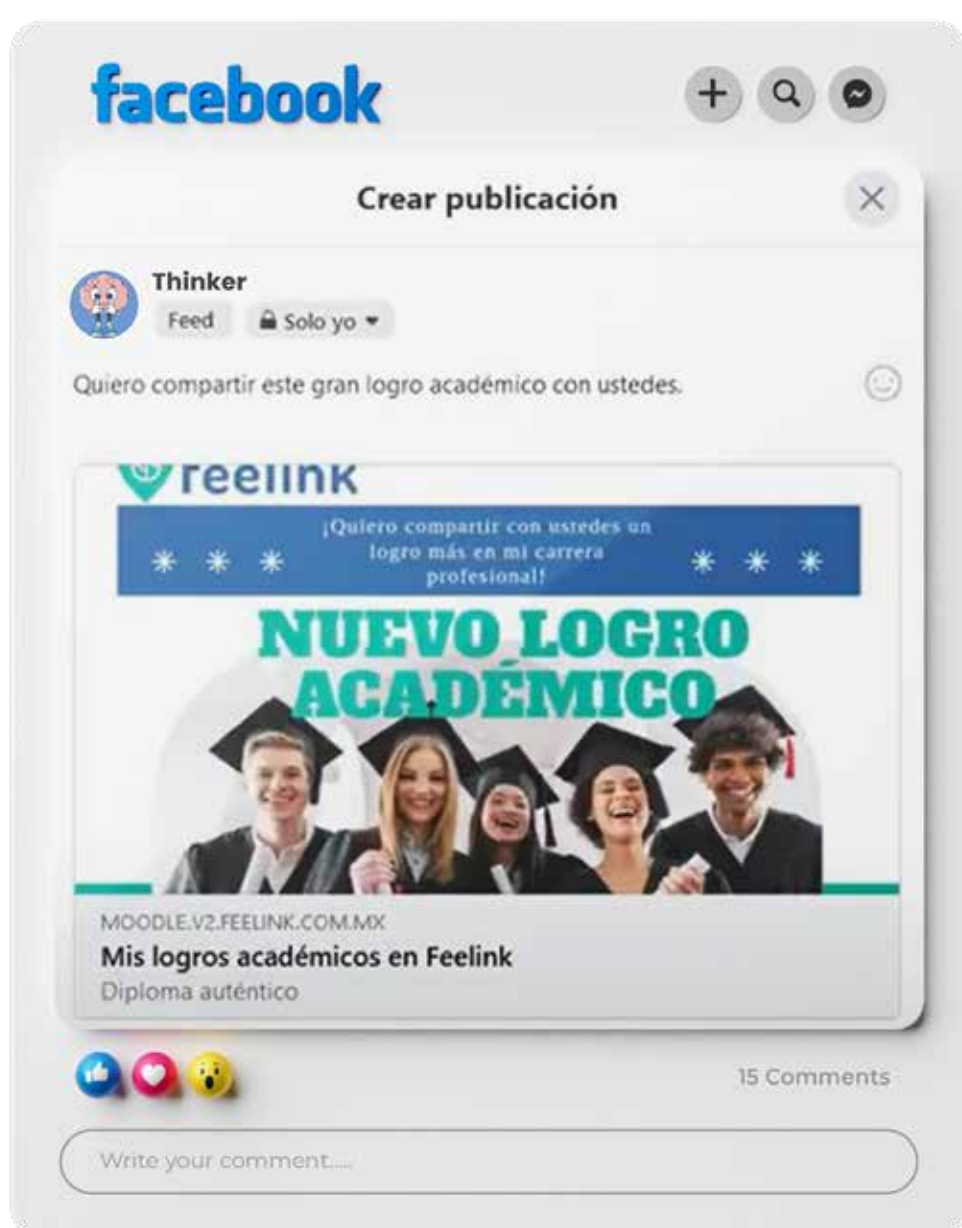 facebook
Crear publicación
Thinker
Feed
Solo yo
Quiero compartir este gran logro académico con ustedes.
feelink
¡Quiero compartir con ustedes un
logro más en mi carrera
profesional!
NUEVO LOGRO
ACADÉMICO
MOODLE.V2.FEELINK.COM.MX
Mis logros académicos en Feelink
Diploma auténtico
15 Comments
Write your comment.....